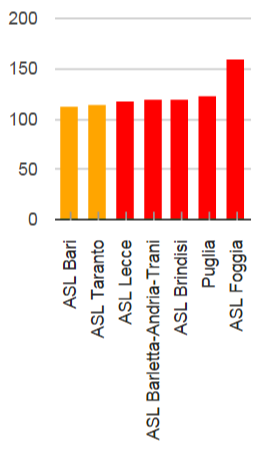 200
150
100
50
0
ASL Bari
ASL Taranto
ASL Lecce
ASL Barletta-Andria-Trani
ASL Brindisi
Puglia
ASL Foggia